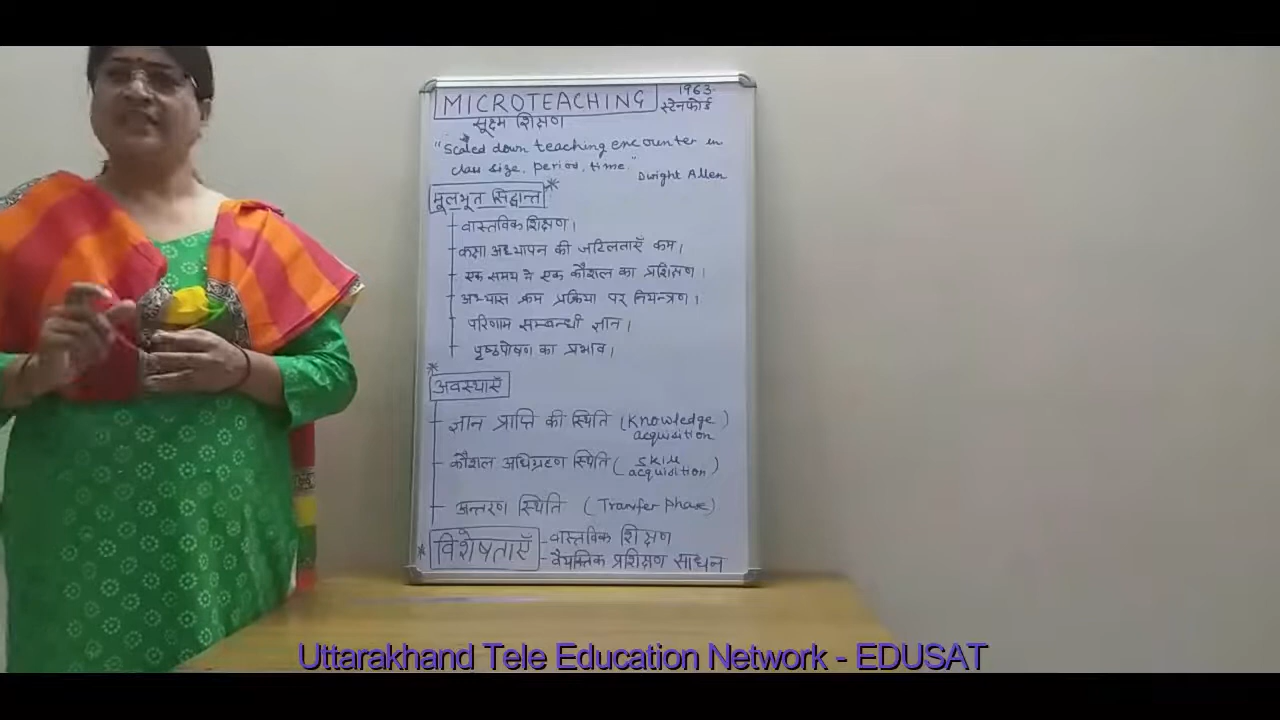 MICROTEACHING 1963.
सूक्ष्म शिक्षण स्टेनफोर्ड
"Scaled down teaching encounter in
class size, period, time."
Dwight Allen
मूलभूत सिद्धान्त *
वास्तविक शिक्षण।
कक्षा अध्यापन की जटिलताएँ कम।
एक समय में एक कौशल का प्रशिक्षण।
अभ्यास क्रम प्रक्रिया पर नियन्त्रण।
परिणाम सम्बन्धी ज्ञान।
पृष्ठपोषण का प्रभाव।
* अवस्थाएँ
ज्ञान प्राप्ति की स्थिति (Knowledge
acquisition)
कौशल अधिग्रहण स्थिति (Skill
acquisition)
अन्तरण स्थिति (Transfer phase)
* विशेषताएँ - वास्तविक शिक्षण
- वैयक्तिक प्रशिक्षण साधन
Uttarakhand Tele Education Network - EDUSAT